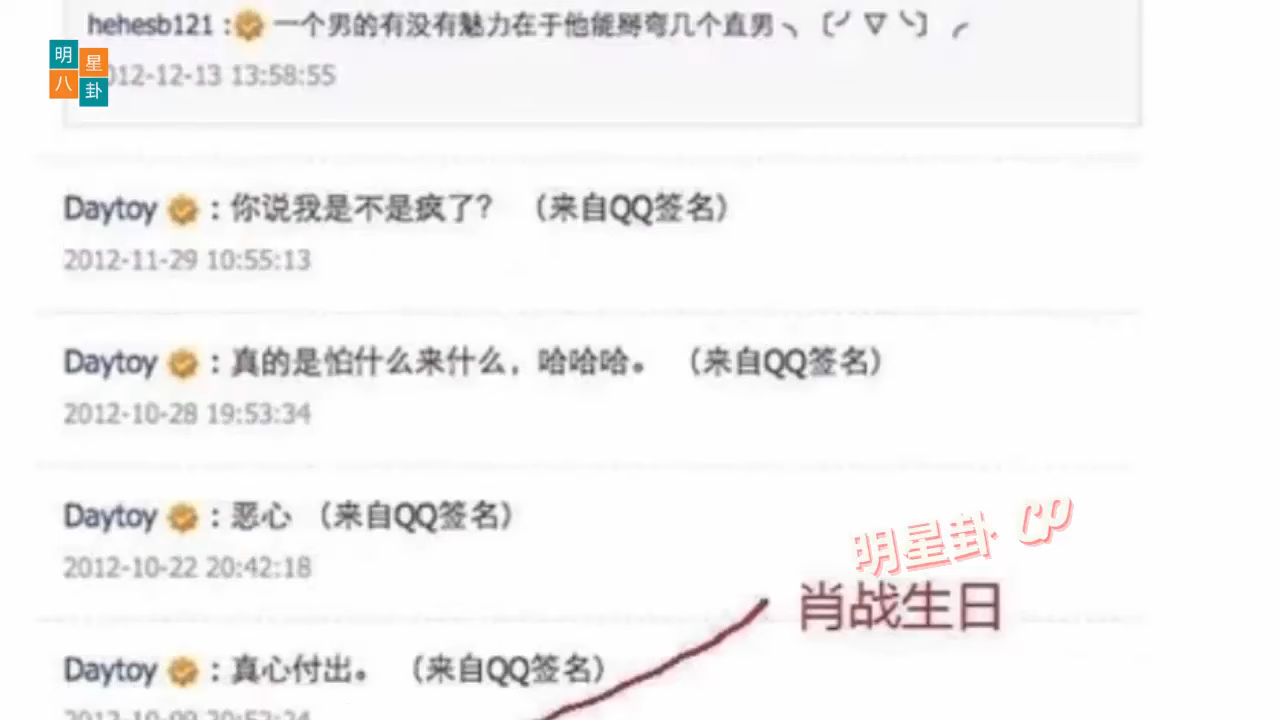 hehesb121 : 一个男的有没有魅力在于他能掰弯几个直男╮(╯▽╰)╭
明星八卦
012-12-13 13:58:55
Daytoy : 你说我是不是疯了? (来自QQ签名)
2012-11-29 10:55:13
Daytoy : 真的是怕什么来什么,哈哈哈。 (来自QQ签名)
2012-10-28 19:53:34
Daytoy : 恶心 (来自QQ签名)
2012-10-22 20:42:18
明星卦 CP
肖战生日
Daytoy : 真心付出。 (来自QQ签名)